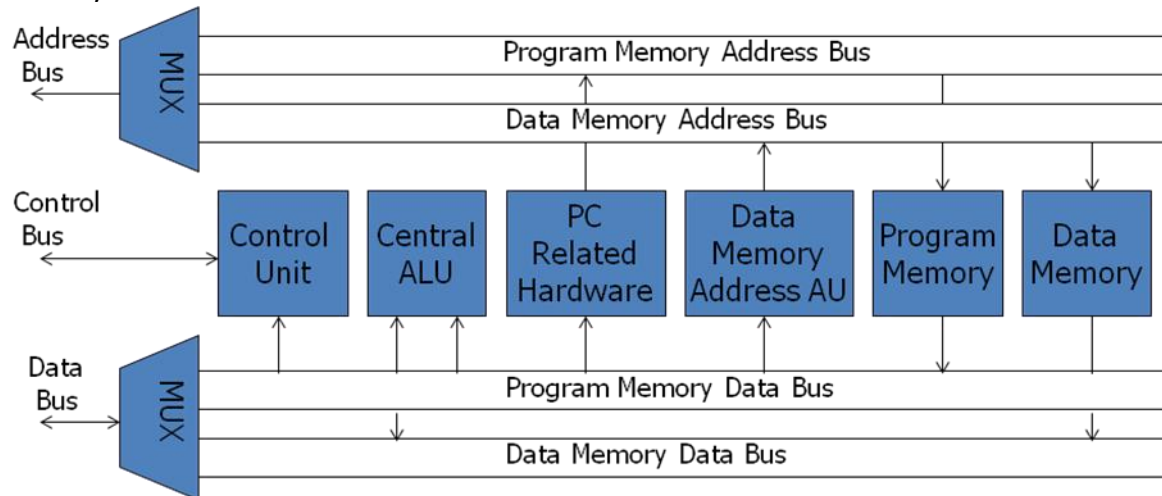 Address
Bus
MUX
Program Memory Address Bus
Data Memory Address Bus
Control
Bus
Control
Unit
Central
ALU
PC
Related
Hardware
Data
Memory
Address AU
Program
Memory
Data
Memory
Data
Bus
MUX
Program Memory Data Bus
Data Memory Data Bus